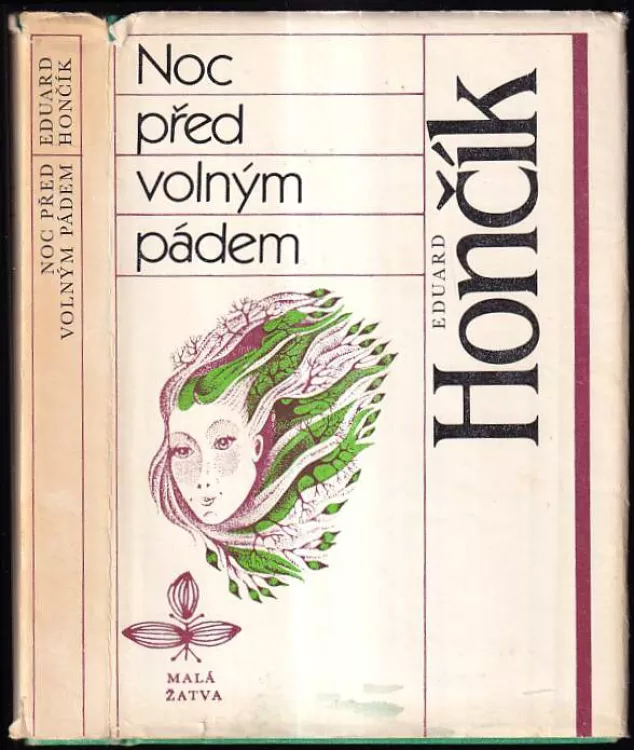 EDUARD
HONČÍK
NOC PŘED
VOLNÝM PÁDEM
Noc
před
volným
pádem
EDUARD
Hončík
MALÁ
ŽATVA